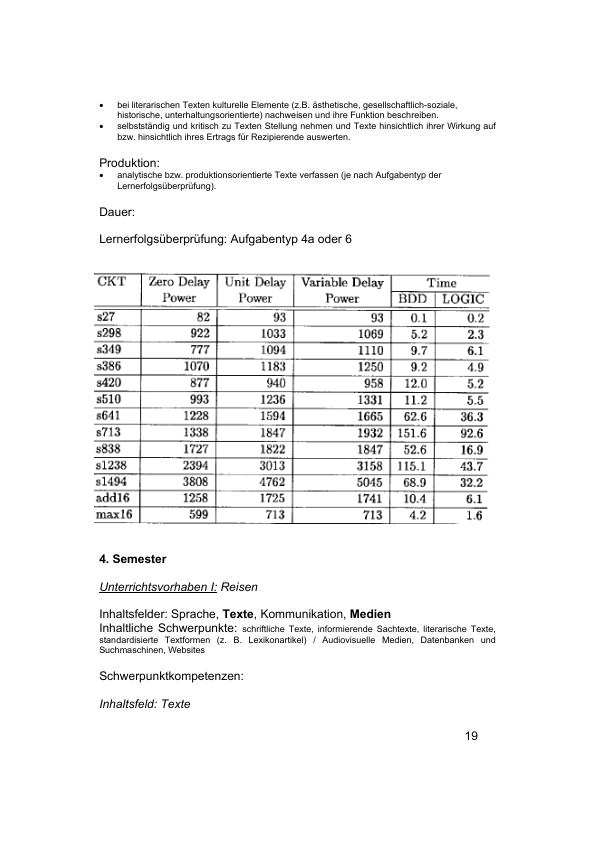 • bei literarischen Texten kulturelle Elemente (z.B. ästhetische, gesellschaftlich-soziale,
historische, unterhaltungsorientierte) nachweisen und ihre Funktion beschreiben.
• selbstständig und kritisch zu Texten Stellung nehmen und Texte hinsichtlich ihrer Wirkung auf
bzw. hinsichtlich ihres Ertrags für Rezipierende auswerten.
Produktion:
• analytische bzw. produktionsorientierte Texte verfassen (je nach Aufgabentyp der
Lernerfolgsüberprüfung).
Dauer:
Lernerfolgsüberprüfung: Aufgabentyp 4a oder 6
CKT Zero Delay Unit Delay Variable Delay Time
Power Power Power BDD LOGIC
s27 82 93 93 0.1 0.2
s298 922 1033 1069 5.2 2.3
s349 777 1094 1110 9.7 6.1
s386 1070 1183 1250 9.2 4.9
s420 877 940 958 12.0 5.2
s510 993 1236 1331 11.2 5.5
s641 1228 1594 1665 62.6 36.3
s713 1338 1847 1932 151.6 92.6
s838 1727 1822 1847 52.6 16.9
s1238 2394 3013 3158 115.1 43.7
s1494 3808 4762 5045 68.9 32.2
add16 1258 1725 1741 10.4 6.1
max16 599 713 713 4.2 1.6
4. Semester
Unterrichtsvorhaben I: Reisen
Inhaltsfelder: Sprache, Texte, Kommunikation, Medien
Inhaltliche Schwerpunkte: schriftliche Texte, informierende Sachtexte, literarische Texte,
standardisierte Textformen (z. B. Lexikonartikel) / Audiovisuelle Medien, Datenbanken und
Suchmaschinen, Websites
Schwerpunktkompetenzen:
Inhaltsfeld: Texte
19